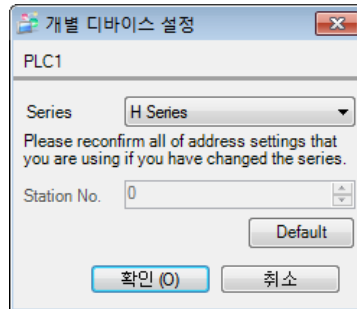 개별 디바이스 설정
PLC1
Series H Series
Please reconfirm all of address settings that
you are using if you have changed the series.
Station No. 0
Default
확인 (O) 취소